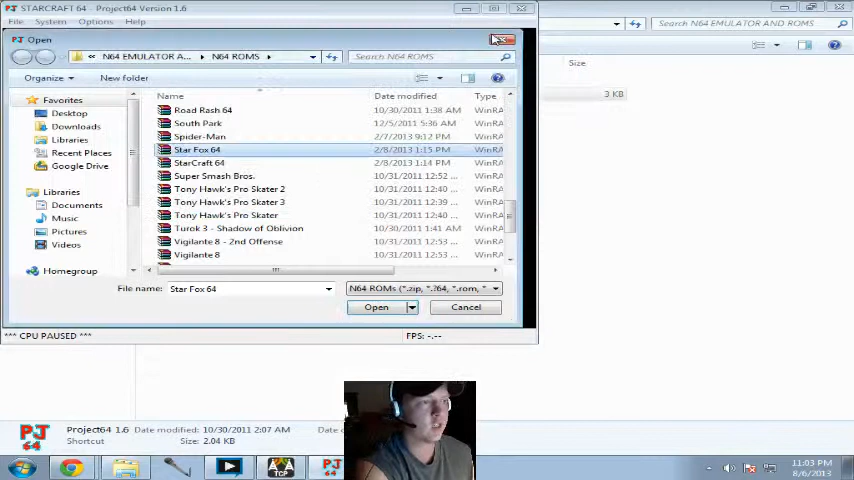 STARCRAFT 64 - Project64 Version 1.6
File System Options Help
Open
« N64 EMULATOR A... ▸ N64 ROMS ▸
Search N64 ROMS
Search N64 EMULATOR AND ROMS
Organize New folder
Size
3 KB
Name Date modified Type
Favorites
Desktop
Downloads
Libraries
Recent Places
Google Drive
Libraries
Documents
Music
Pictures
Videos
Homegroup
Road Rash 64 10/30/2011 1:38 AM WinRA
South Park 12/5/2011 5:36 AM WinRA
Spider-Man 2/7/2013 9:12 PM WinRA
Star Fox 64 2/8/2013 1:15 PM WinRA
StarCraft 64 2/8/2013 1:14 PM WinRA
Super Smash Bros. 10/31/2011 12:52 ... WinRA
Tony Hawk's Pro Skater 2 10/31/2011 12:40 ... WinRA
Tony Hawk's Pro Skater 3 10/31/2011 12:39 ... WinRA
Tony Hawk's Pro Skater 10/31/2011 12:40 ... WinRA
Turok 3 - Shadow of Oblivion 10/30/2011 1:41 AM WinRA
Vigilante 8 - 2nd Offense 10/31/2011 12:53 ... WinRA
Vigilante 8 10/31/2011 12:53 ... WinRA
File name: Star Fox 64
N64 ROMs (*.zip, *.?64, *.rom, *
Open Cancel
*** CPU PAUSED *** FPS: -.--
Project64 1.6 Date modified: 10/30/2011 2:07 AM
Shortcut Size: 2.04 KB
PJ 64
TCP
11:03 PM
8/6/2013